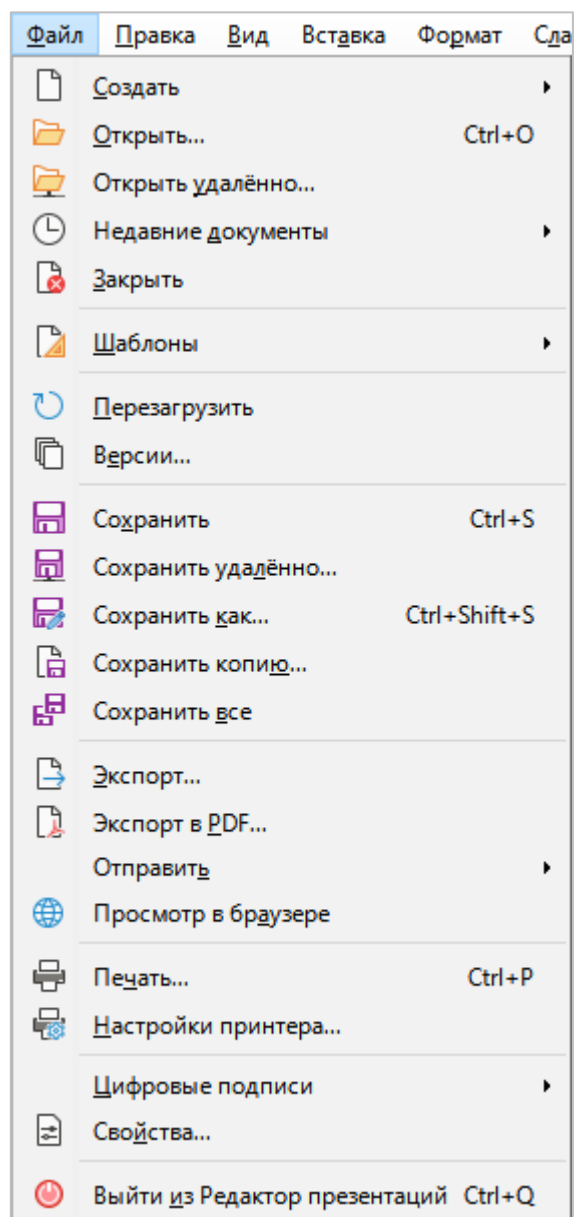 Файл Правка Вид Вставка Формат Сла
Создать
Открыть... Ctrl+O
Открыть удалённо...
Недавние документы
Закрыть
Шаблоны
Перезагрузить
Версии...
Сохранить Ctrl+S
Сохранить удалённо...
Сохранить как... Ctrl+Shift+S
Сохранить копию...
Сохранить все
Экспорт...
Экспорт в PDF...
Отправить
Просмотр в браузере
Печать... Ctrl+P
Настройки принтера...
Цифровые подписи
Свойства...
Выйти из Редактор презентаций Ctrl+Q